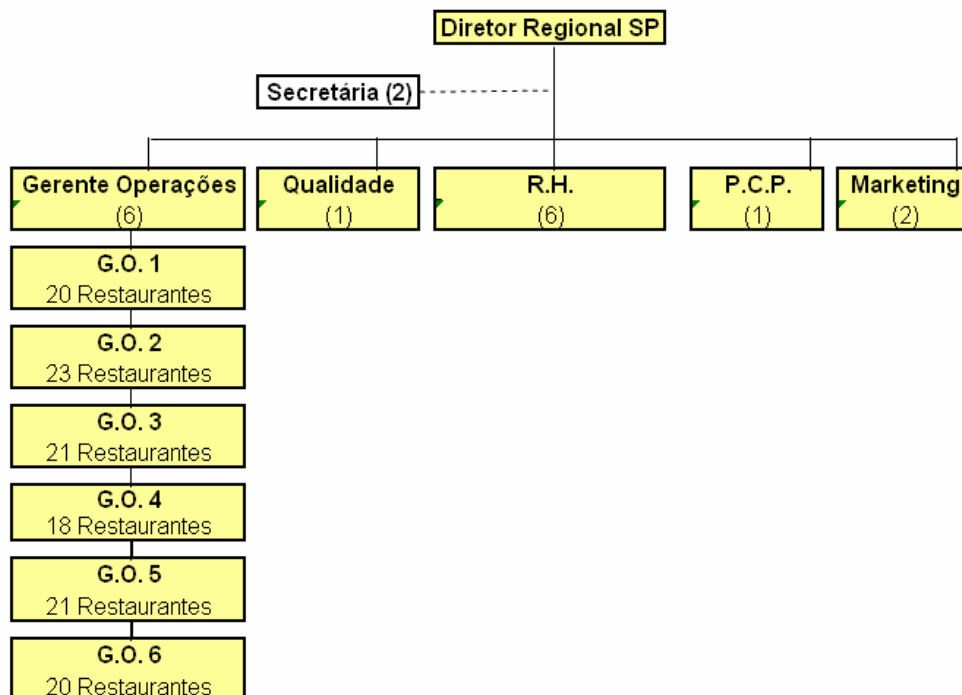 Diretor Regional SP
Secretária (2)
Gerente Operações
(6)
Qualidade
(1)
R.H.
(6)
P.C.P.
(1)
Marketing
(2)
G.O. 1
20 Restaurantes
G.O. 2
23 Restaurantes
G.O. 3
21 Restaurantes
G.O. 4
18 Restaurantes
G.O. 5
21 Restaurantes
G.O. 6
20 Restaurantes